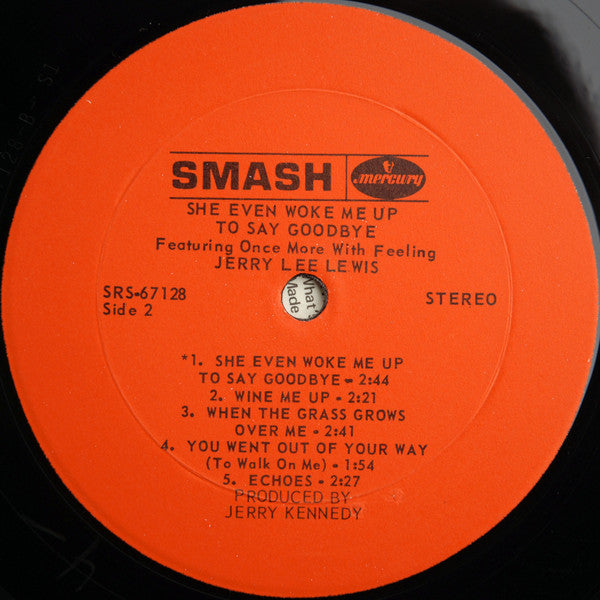 SMASH mercury
SHE EVEN WOKE ME UP
TO SAY GOODBYE
Featuring Once More With Feeling
JERRY LEE LEWIS
SRS-67128 STEREO
Side 2
What's
Made
*1. SHE EVEN WOKE ME UP
TO SAY GOODBYE - 2:44
2. WINE ME UP - 2:21
3. WHEN THE GRASS GROWS
OVER ME - 2:41
4. YOU WENT OUT OF YOUR WAY
(To Walk On Me) - 1:54
5. ECHOES - 2:27
PRODUCED BY
JERRY KENNEDY